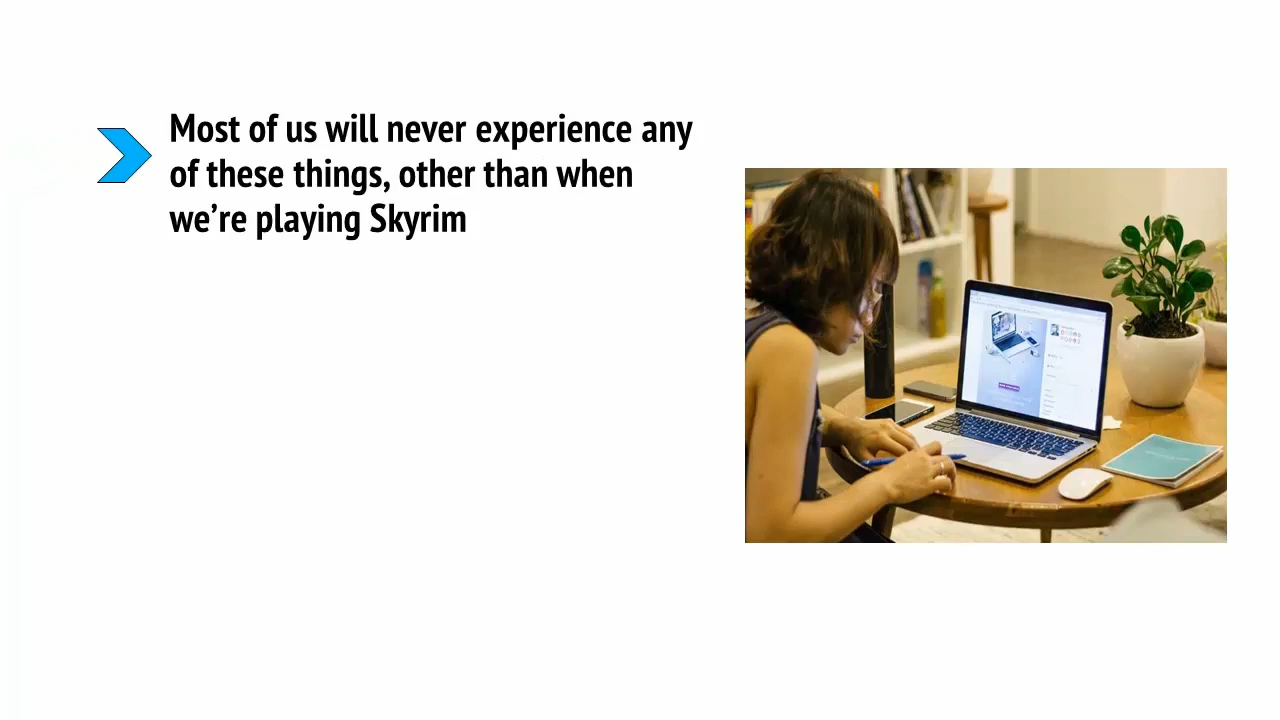 Most of us will never experience any
of these things, other than when
we’re playing Skyrim